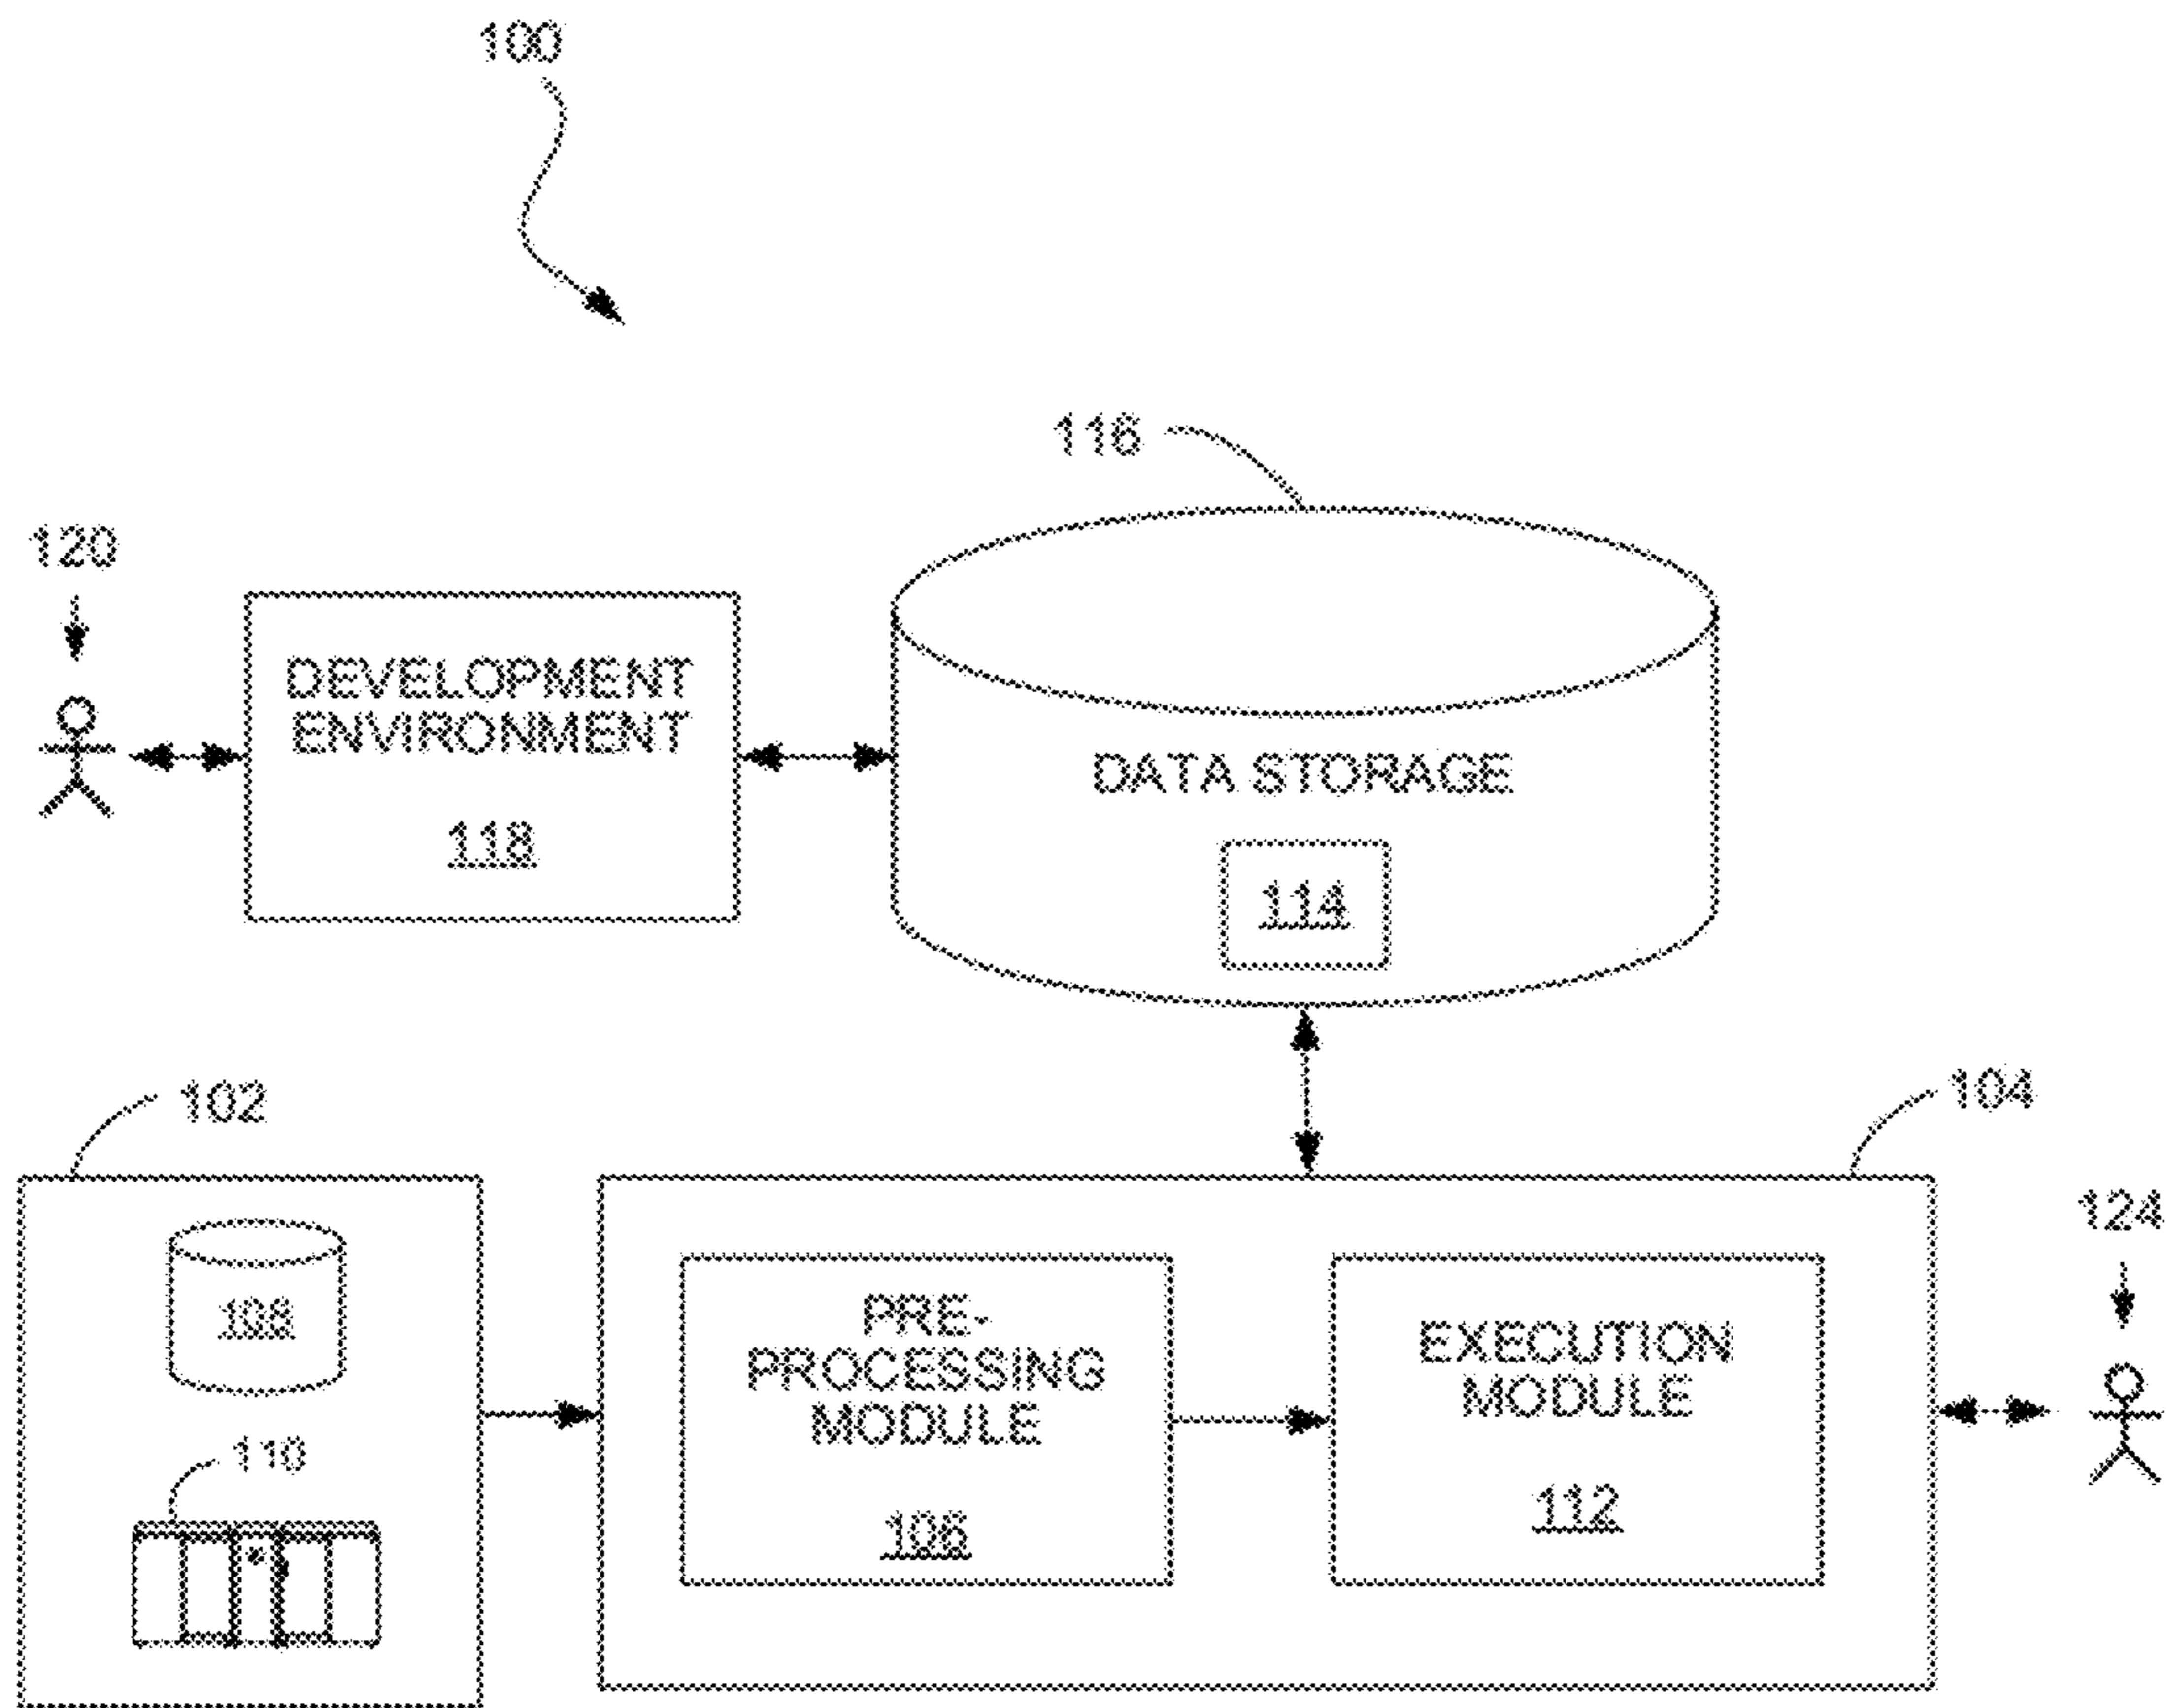 100
116
120
DEVELOPMENT
ENVIRONMENT
118
DATA STORAGE
114
102
104
124
108
110
PRE-
PROCESSING
MODULE
106
EXECUTION
MODULE
112